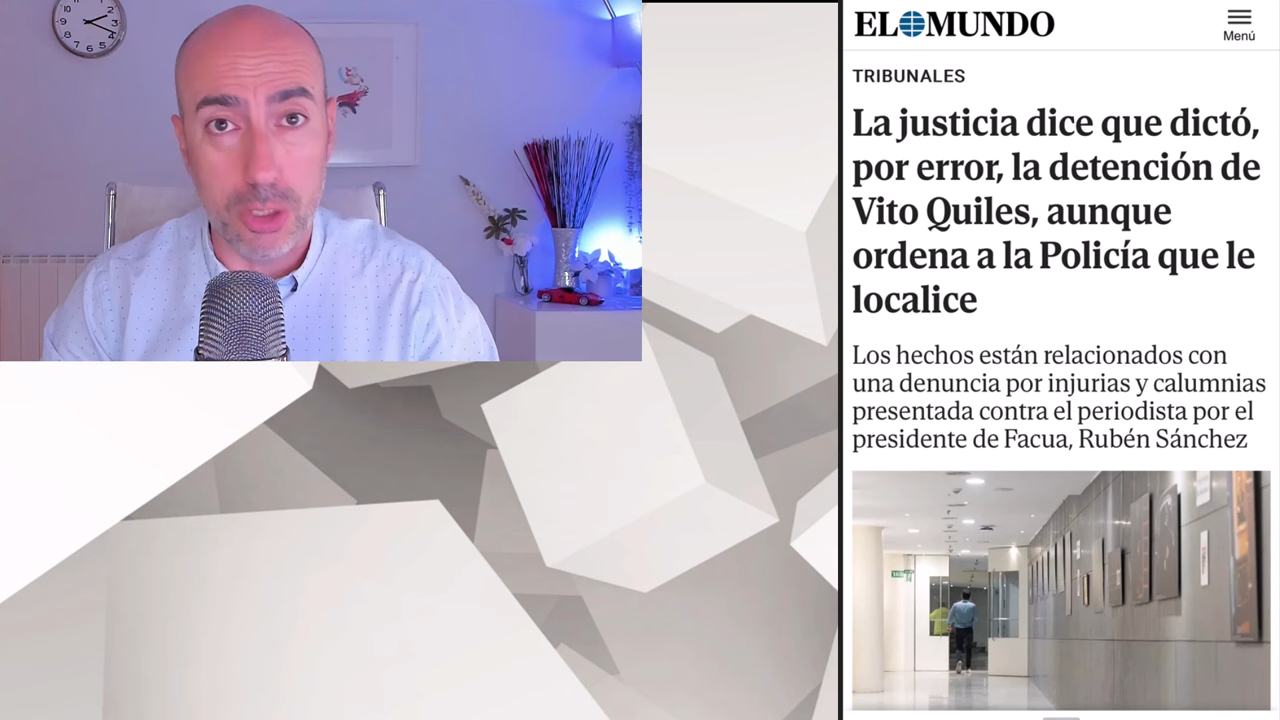 EL MUNDO
Menú
TRIBUNALES
La justicia dice que dictó,
por error, la detención de
Vito Quiles, aunque
ordena a la Policía que le
localice
Los hechos están relacionados con
una denuncia por injurias y calumnias
presentada contra el periodista por el
presidente de Facua, Rubén Sánchez